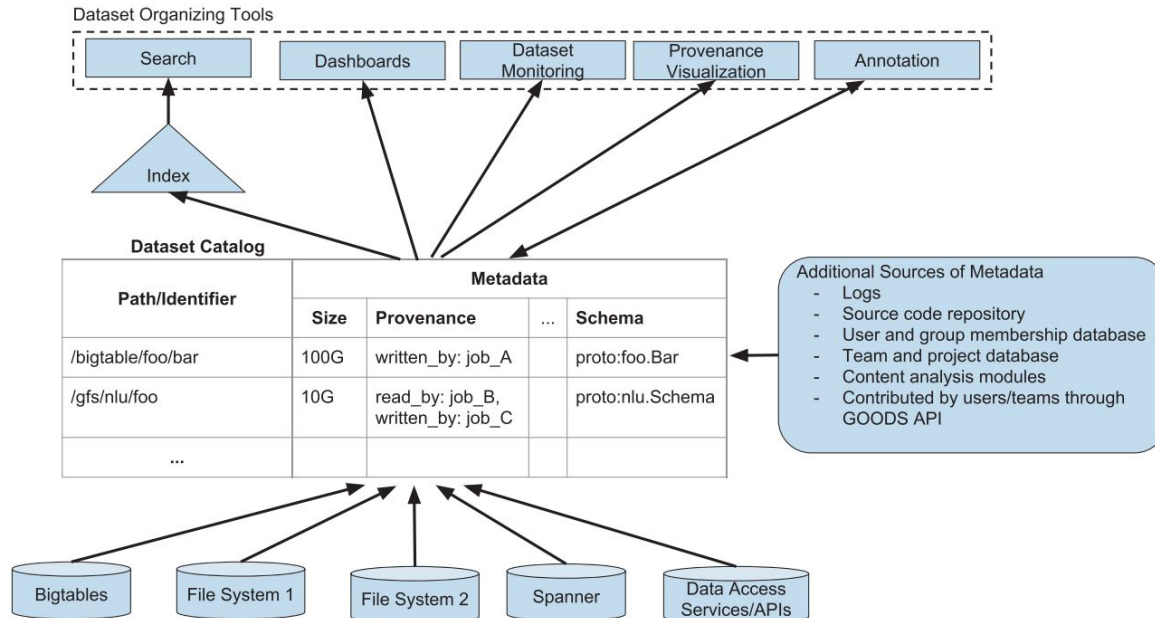 Dataset Organizing Tools
Search
Dashboards
Dataset
Monitoring
Provenance
Visualization
Annotation
Index
Dataset Catalog
Path/Identifier
Metadata
Size
Provenance
...
Schema
/bigtable/foo/bar
100G
written_by: job_A
proto:foo.Bar
/gfs/nlu/foo
10G
read_by: job_B,
written_by: job_C
proto:nlu.Schema
...
Additional Sources of Metadata
- Logs
- Source code repository
- User and group membership database
- Team and project database
- Content analysis modules
- Contributed by users/teams through
GOODS API
Bigtables
File System 1
File System 2
Spanner
Data Access
Services/APIs